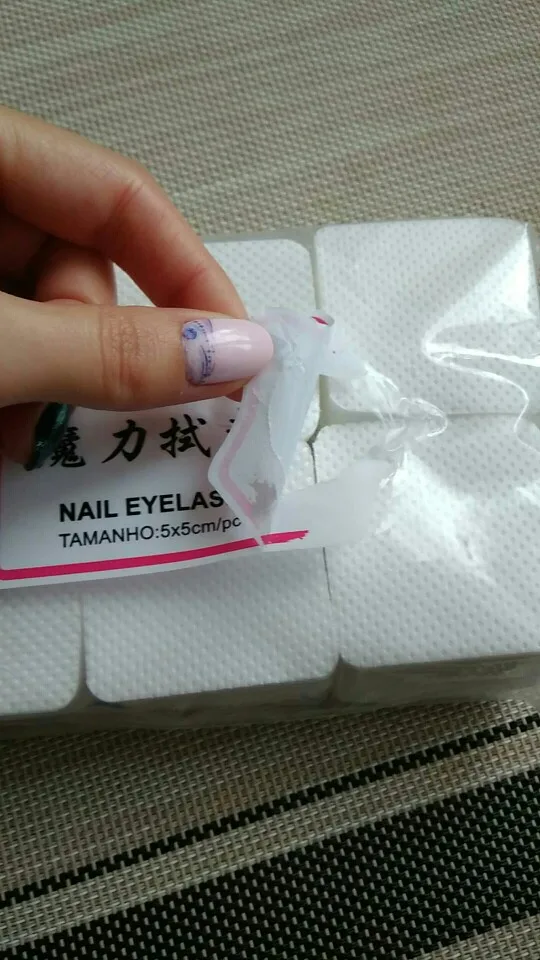 魔力拭
NAIL EYELAS
TAMANHO:5x5cm/pc